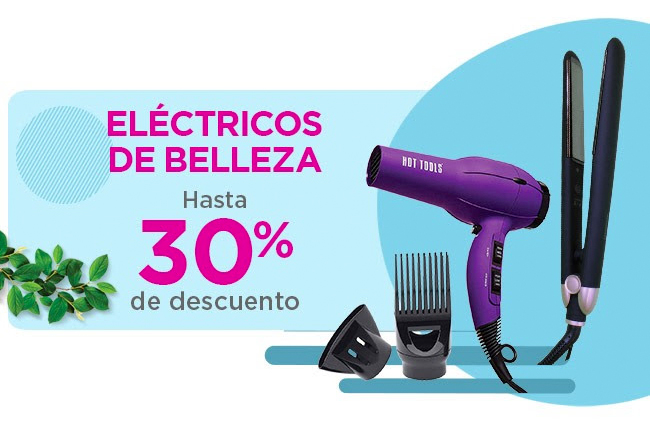 ELÉCTRICOS
DE BELLEZA
Hasta
30%
de descuento
HOT TOOLS